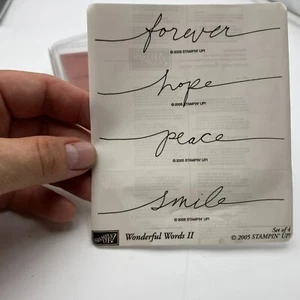 forever
© 2005 STAMPIN' UP!
hope
© 2005 STAMPIN' UP!
peace
© 2005 STAMPIN' UP!
smile
© 2005 STAMPIN' UP!
Wonderful Words II
Set of 4
© 2005 STAMPIN' UP!